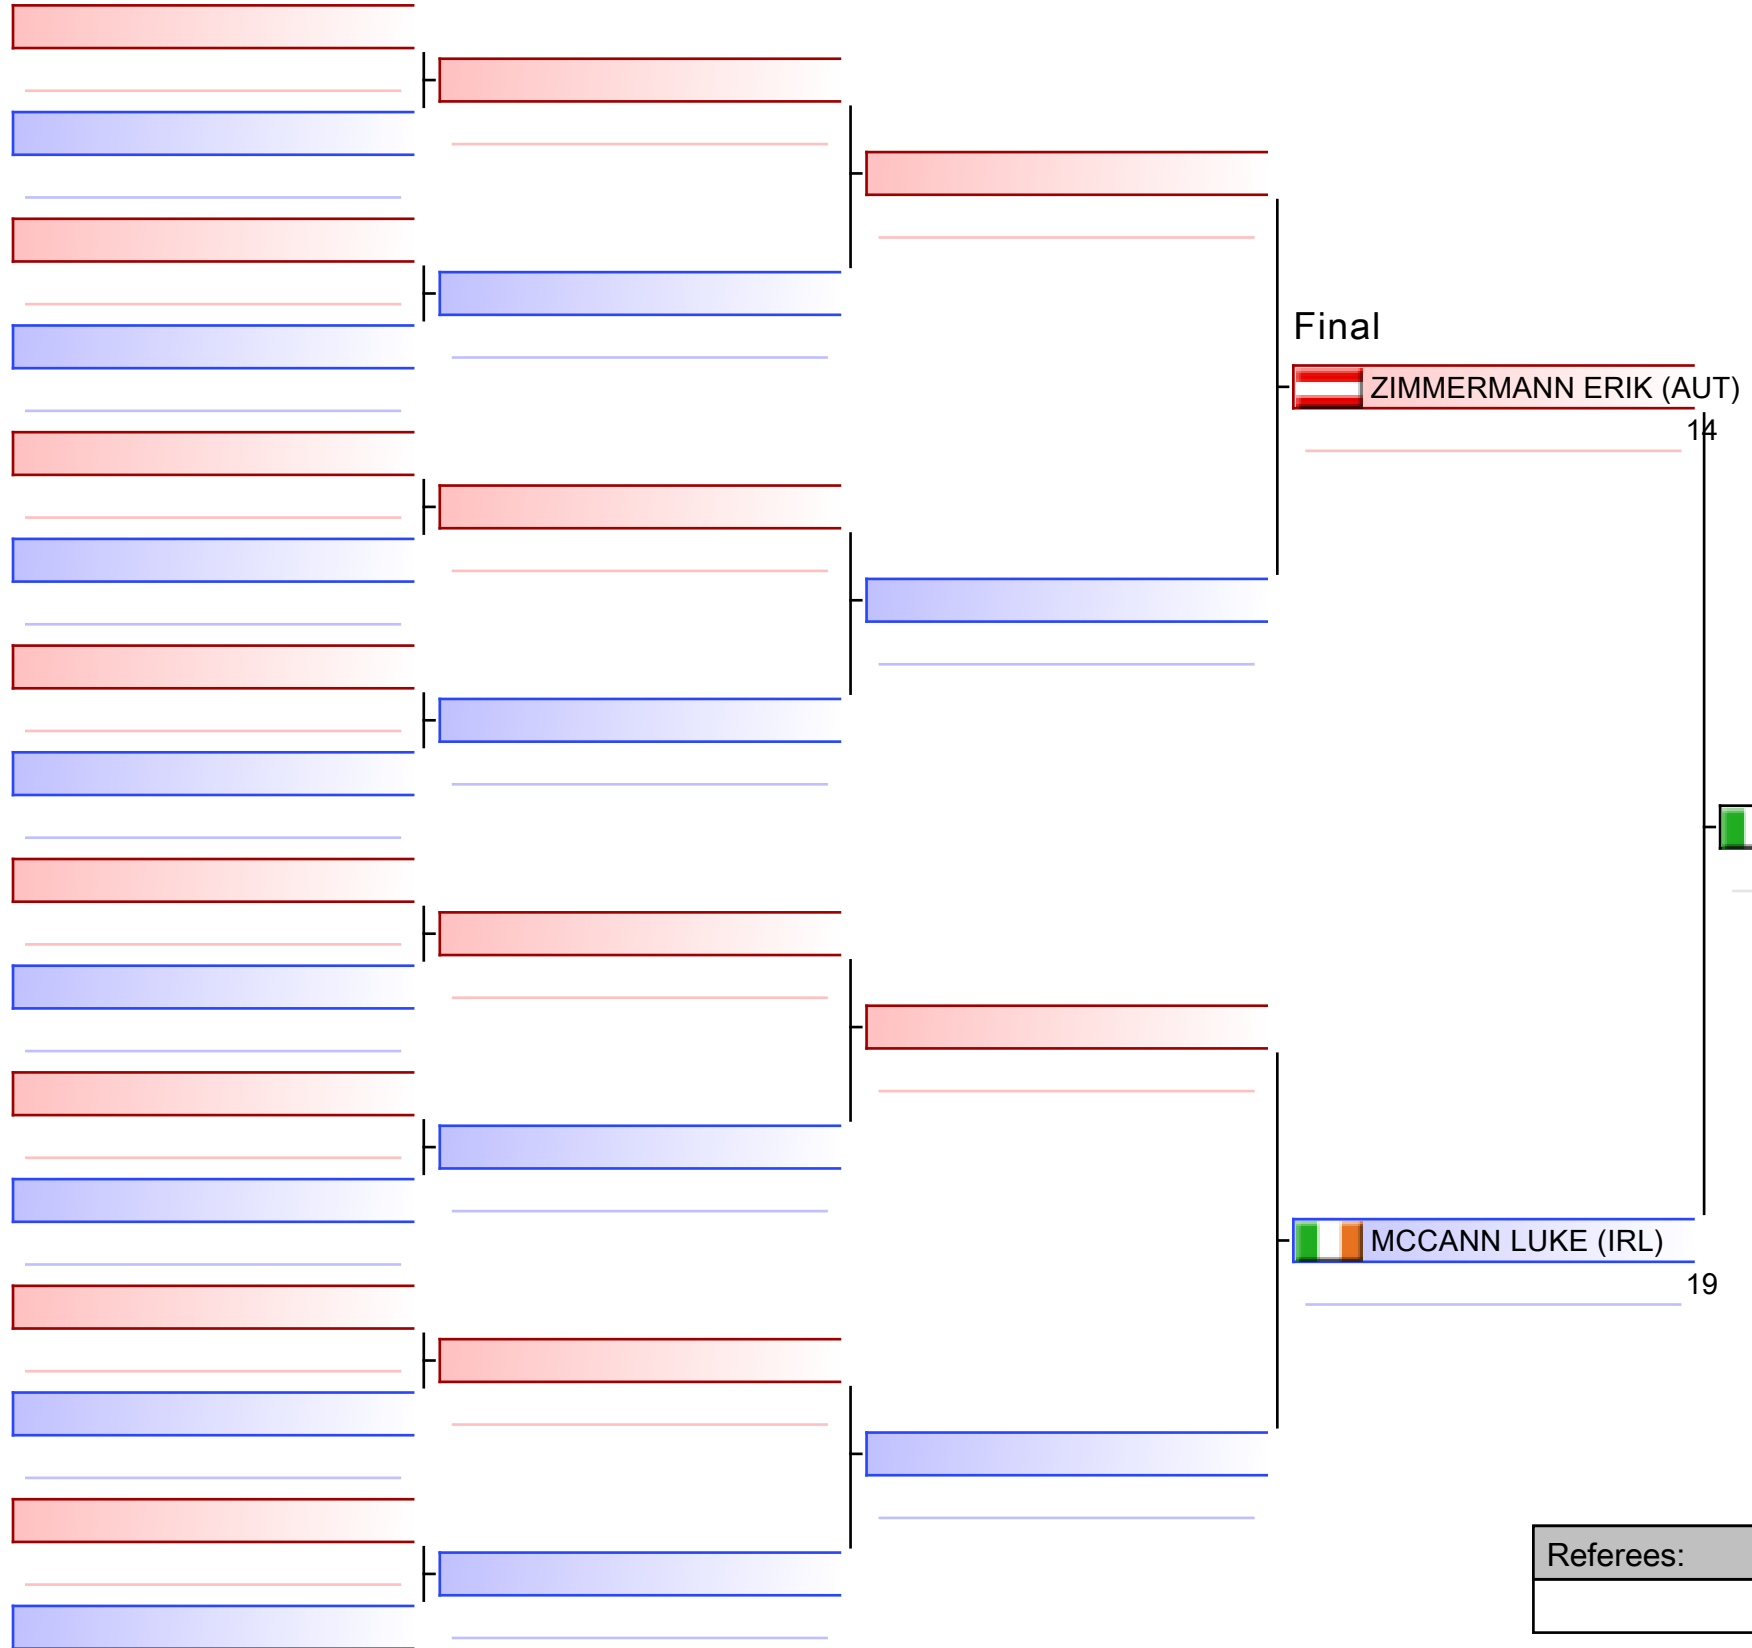 Final
ZIMMERMANN ERIK (AUT)
14
MCCANN LUKE (IRL)
19
Referees: